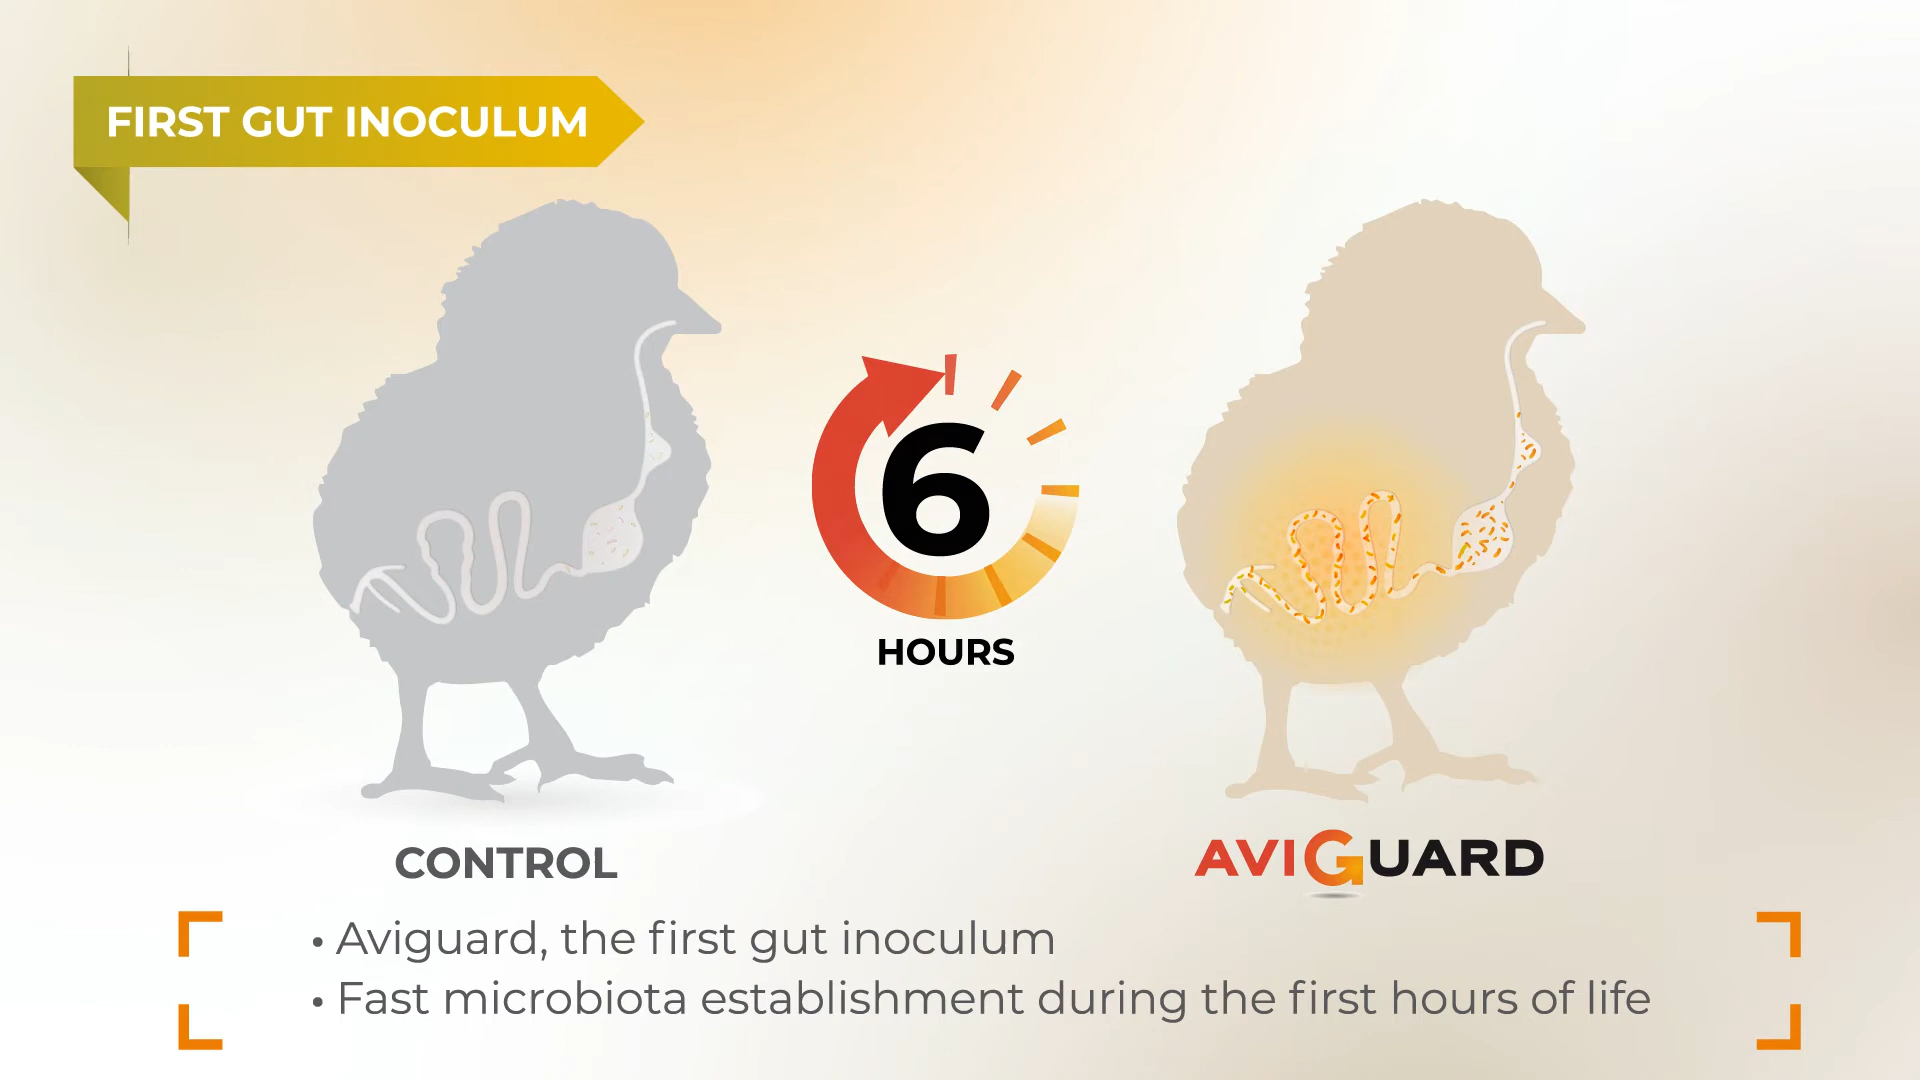 FIRST GUT INOCULUM
6
HOURS
CONTROL
AVIGUARD
• Aviguard, the first gut inoculum
• Fast microbiota establishment during the first hours of life